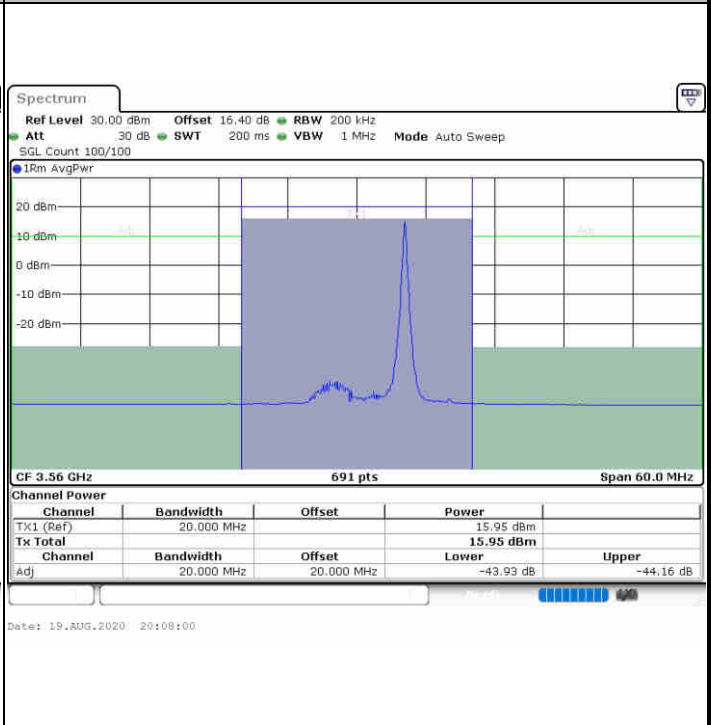 Spectrum
Ref Level 30.00 dBm Offset 16.40 dB RBW 200 kHz
Att 30 dB SWT 200 ms VBW 1 MHz Mode Auto Sweep
SGL Count 100/100
1Rm AvgPwr
20 dBm
TX1
Adj 10 dBm Adj
0 dBm
-10 dBm
-20 dBm
CF 3.56 GHz 691 pts Span 60.0 MHz
Channel Power
Channel Bandwidth Offset Power
TX1 (Ref) 20.000 MHz 15.95 dBm
Tx Total 15.95 dBm
Channel Bandwidth Offset Lower Upper
Adj 20.000 MHz 20.000 MHz -43.93 dB -44.16 dB
Date: 19.AUG.2020 20:08:00